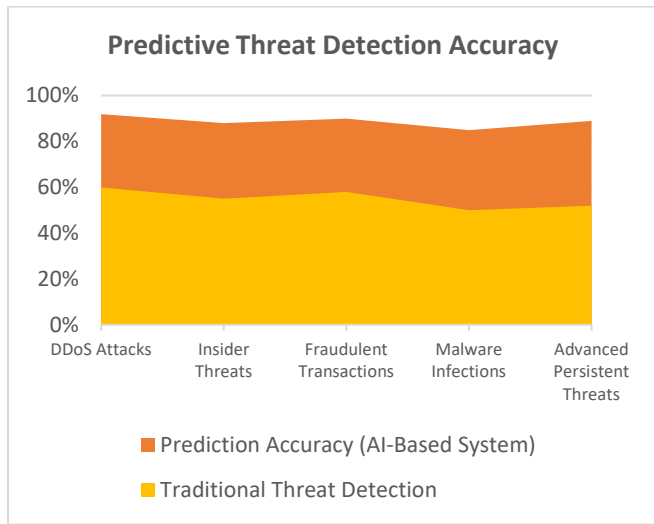 Predictive Threat Detection Accuracy
100%
80%
60%
40%
20%
0%
DDoS Attacks
Insider
Threats
Fraudulent
Transactions
Malware
Infections
Advanced
Persistent
Threats
Prediction Accuracy (AI-Based System)
Traditional Threat Detection